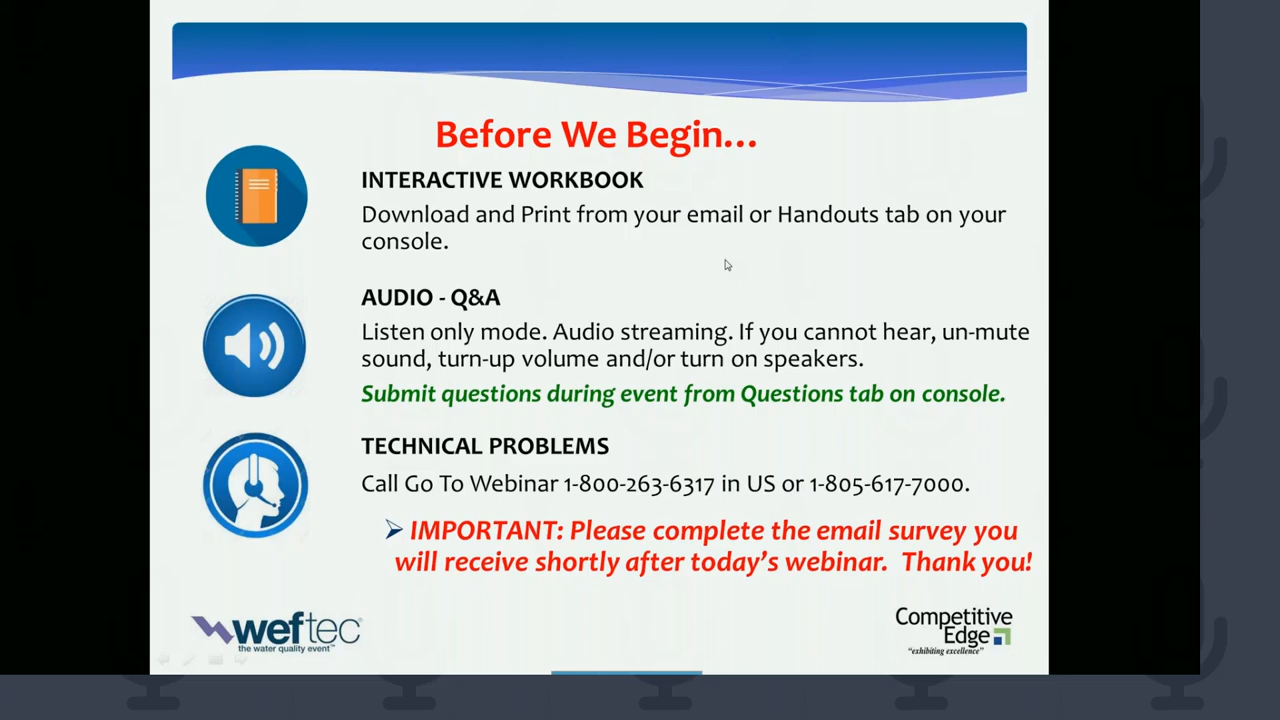 Before We Begin...
INTERACTIVE WORKBOOK
Download and Print from your email or Handouts tab on your
console.
AUDIO - Q&A
Listen only mode. Audio streaming. If you cannot hear, un-mute
sound, turn-up volume and/or turn on speakers.
Submit questions during event from Questions tab on console.
TECHNICAL PROBLEMS
Call Go To Webinar 1-800-263-6317 in US or 1-805-617-7000.
IMPORTANT: Please complete the email survey you
will receive shortly after today's webinar.  Thank you!
weftec®
the water quality event™
Competitive
Edge
"exhibiting excellence"